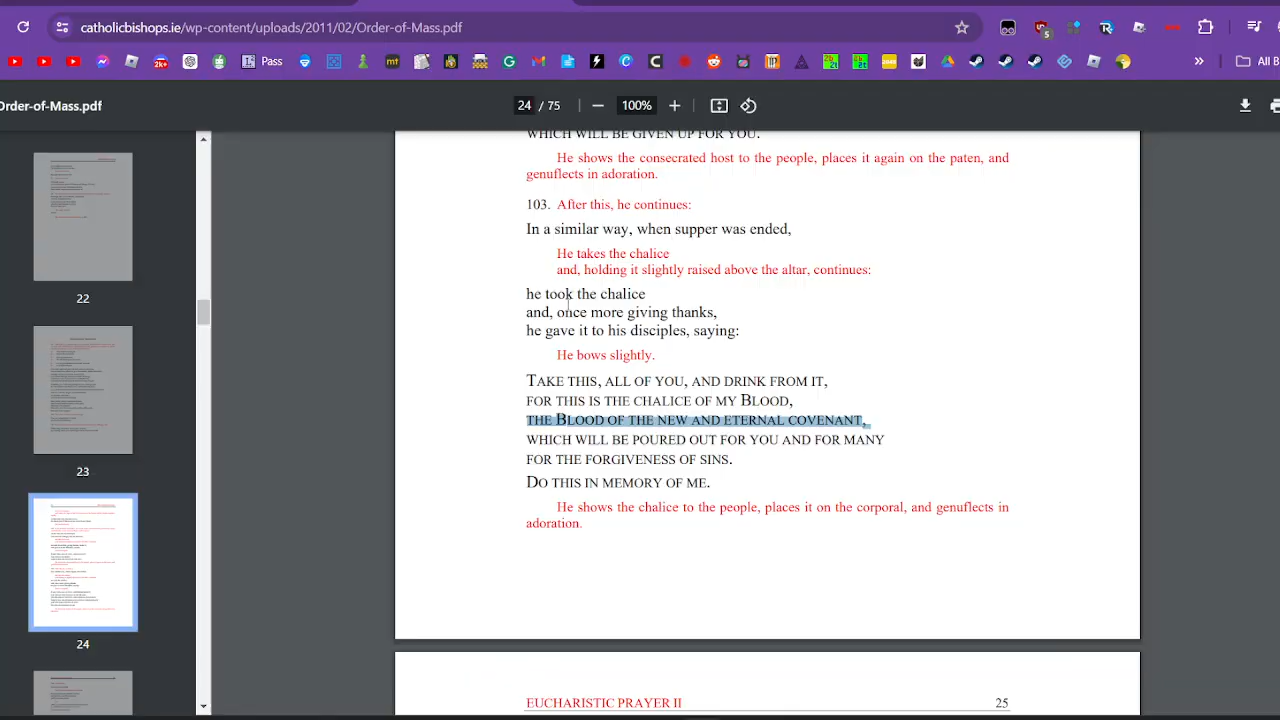 catholicbishops.ie/wp-content/uploads/2011/02/Order-of-Mass.pdf
5
2K+
Pass
mt
All B
Order-of-Mass.pdf
24 / 75
100%
22
23
24
WHICH WILL BE GIVEN UP FOR YOU.
He shows the consecrated host to the people, places it again on the paten, and
genuflects in adoration.
103. After this, he continues:
In a similar way, when supper was ended,
He takes the chalice
and, holding it slightly raised above the altar, continues:
he took the chalice
and, once more giving thanks,
he gave it to his disciples, saying:
He bows slightly.
TAKE THIS, ALL OF YOU, AND DRINK FROM IT,
FOR THIS IS THE CHALICE OF MY BLOOD,
THE BLOOD OF THE NEW AND ETERNAL COVENANT,
WHICH WILL BE POURED OUT FOR YOU AND FOR MANY
FOR THE FORGIVENESS OF SINS.
DO THIS IN MEMORY OF ME.
He shows the chalice to the people, places it on the corporal, and genuflects in
adoration.
EUCHARISTIC PRAYER II 25